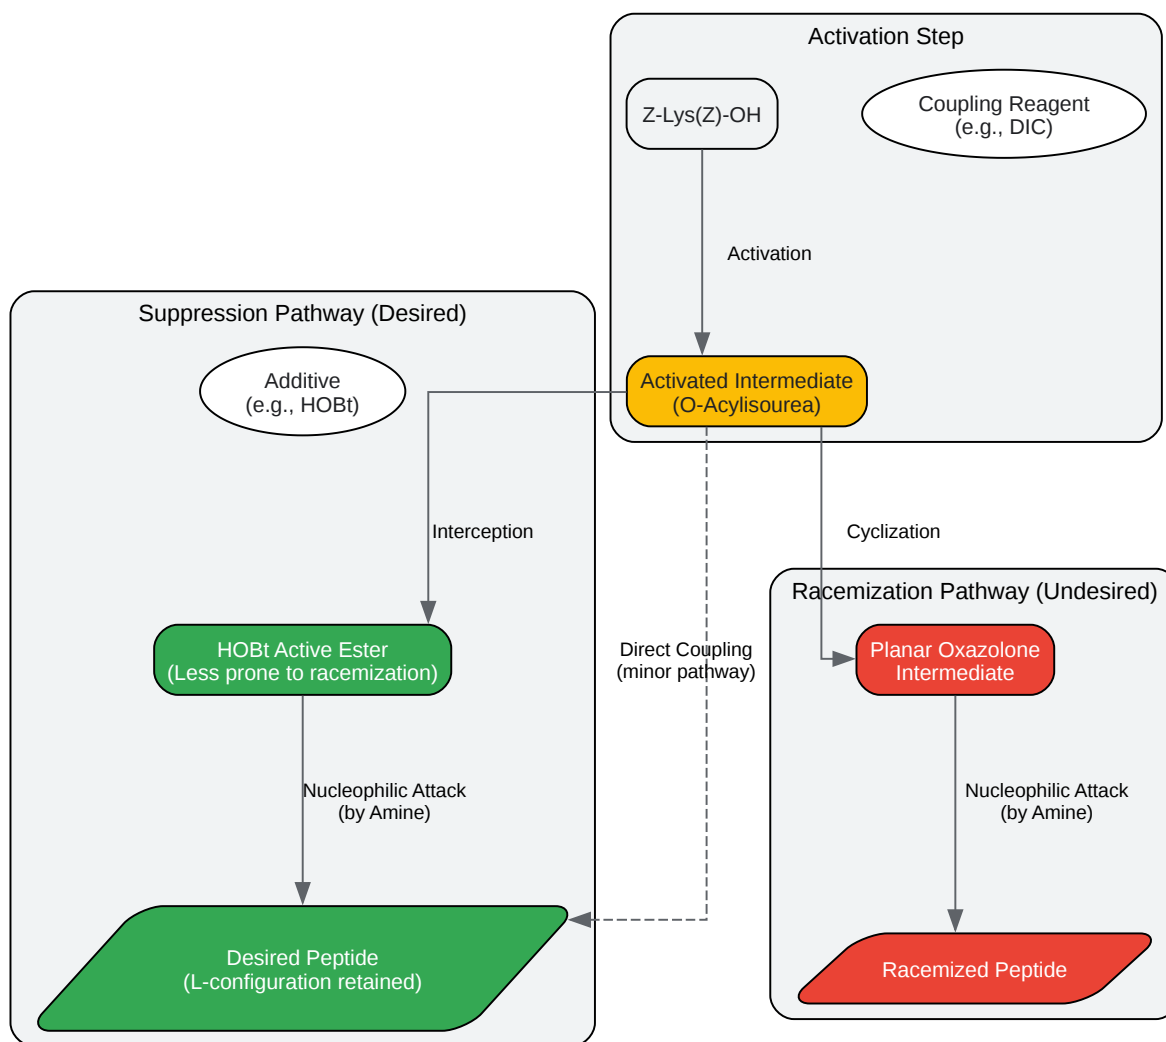 Activation Step
Z-Lys(Z)-OH
Coupling Reagent
(e.g., DIC)
Activation
Activated Intermediate
(O-Acylisourea)
Suppression Pathway (Desired)
Additive
(e.g., HOBt)
Interception
Cyclization
Racemization Pathway (Undesired)
HOBt Active Ester
(Less prone to racemization)
Direct Coupling
(minor pathway)
Planar Oxazolone
Intermediate
Nucleophilic Attack
(by Amine)
Nucleophilic Attack
(by Amine)
Desired Peptide
(L-configuration retained)
Racemized Peptide